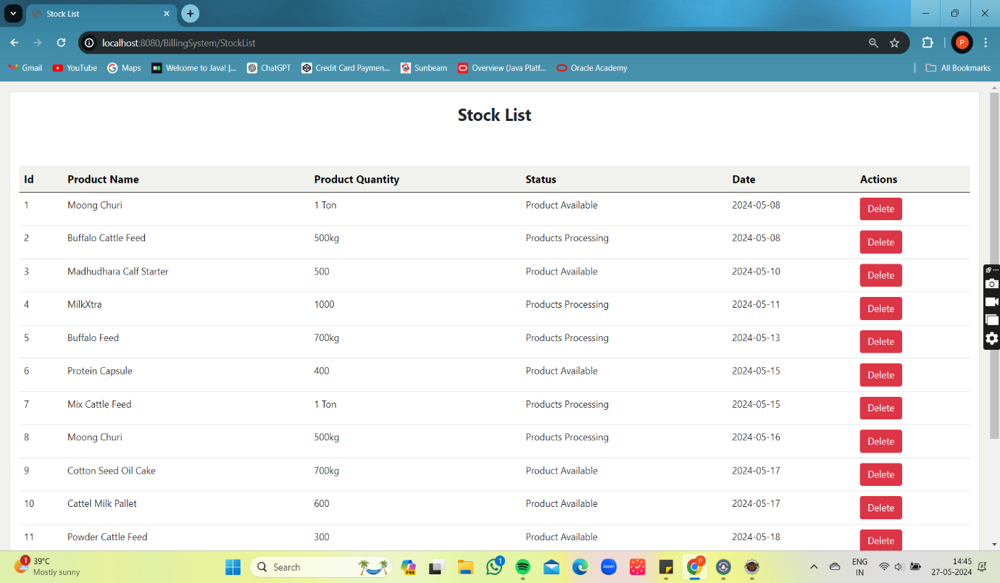 Stock List
localhost:8080/BillingSystem/StockList
P
Gmail YouTube Maps Welcome to Java! |... ChatGPT Credit Card Paymen... Sunbeam Overview (Java Platf... Oracle Academy All Bookmarks
Stock List
Id Product Name Product Quantity Status Date Actions
1 Moong Churi 1 Ton Product Available 2024-05-08 Delete
2 Buffalo Cattle Feed 500kg Products Processing 2024-05-08 Delete
3 Madhudhara Calf Starter 500 Product Available 2024-05-10 Delete
4 MilkXtra 1000 Products Processing 2024-05-11 Delete
5 Buffalo Feed 700kg Products Processing 2024-05-13 Delete
6 Protein Capsule 400 Product Available 2024-05-15 Delete
7 Mix Cattle Feed 1 Ton Products Processing 2024-05-15 Delete
8 Moong Churi 500kg Products Processing 2024-05-16 Delete
9 Cotton Seed Oil Cake 700kg Product Available 2024-05-17 Delete
10 Cattel Milk Pallet 600 Product Available 2024-05-17 Delete
11 Powder Cattle Feed 300 Product Available 2024-05-18 Delete
1 39°C
Mostly sunny
Search
PRE
1
zoom
P
ENG
IN
14:45
27-05-2024